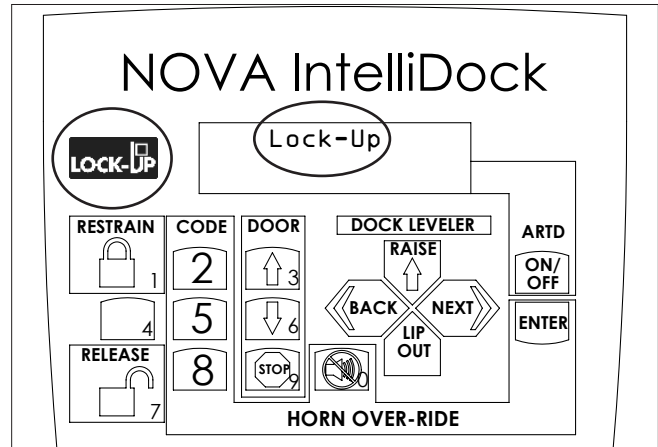 NOVA IntelliDock
Lock-Up
LOCK-UP
RESTRAIN CODE DOOR DOCK LEVELER ARTD
1 2 3 RAISE ON/
OFF
4 5 6 BACK NEXT ENTER
LIP
OUT
RELEASE
7 8 STOP 9 0
HORN OVER-RIDE